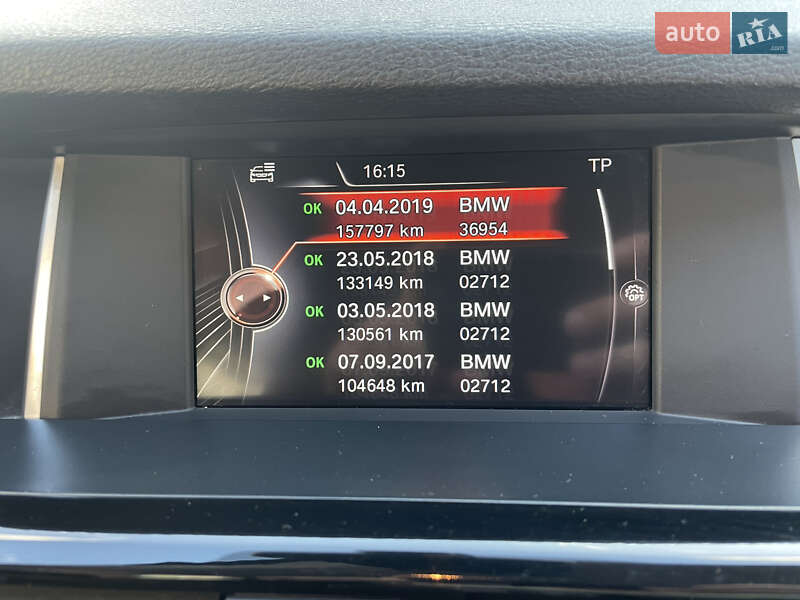 auto RIA
16:15 TP
OK 04.04.2019 BMW
157797 km 36954
OK 23.05.2018 BMW
133149 km 02712
OK 03.05.2018 BMW
130561 km 02712
OPT
OK 07.09.2017 BMW
104648 km 02712